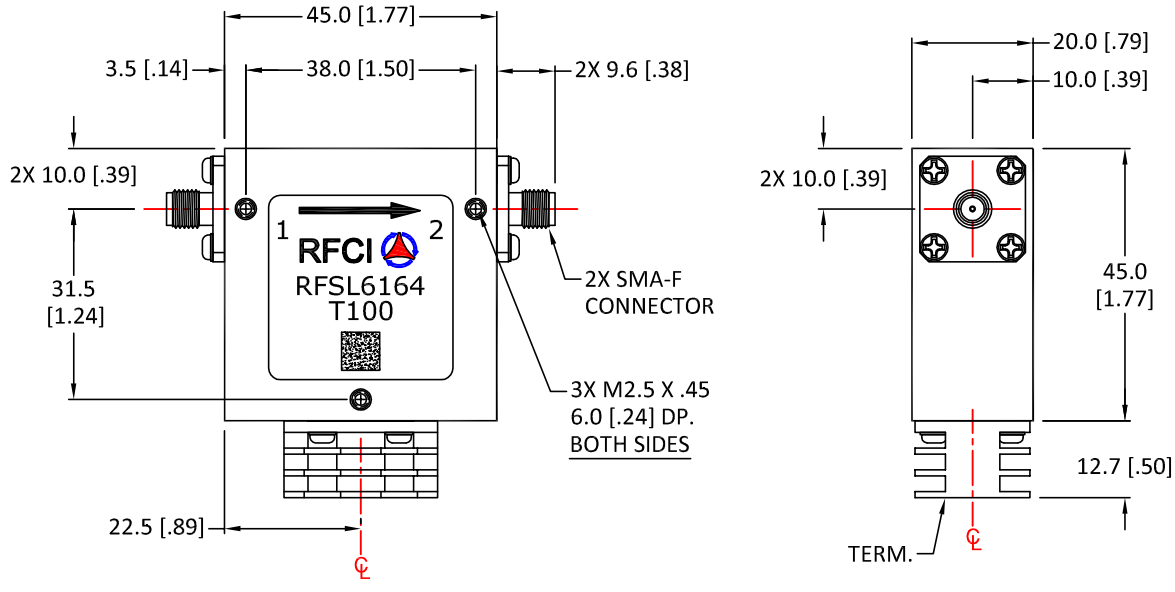 45.0 [1.77]
3.5 [.14]
38.0 [1.50]
2X 9.6 [.38]
2X 10.0 [.39]
31.5
[1.24]
1
2
RFCI
RFSL6164
T100
2X SMA-F
CONNECTOR
3X M2.5 X .45
6.0 [.24] DP.
BOTH SIDES
22.5 [.89]
℄
20.0 [.79]
10.0 [.39]
2X 10.0 [.39]
45.0
[1.77]
12.7 [.50]
TERM.
℄